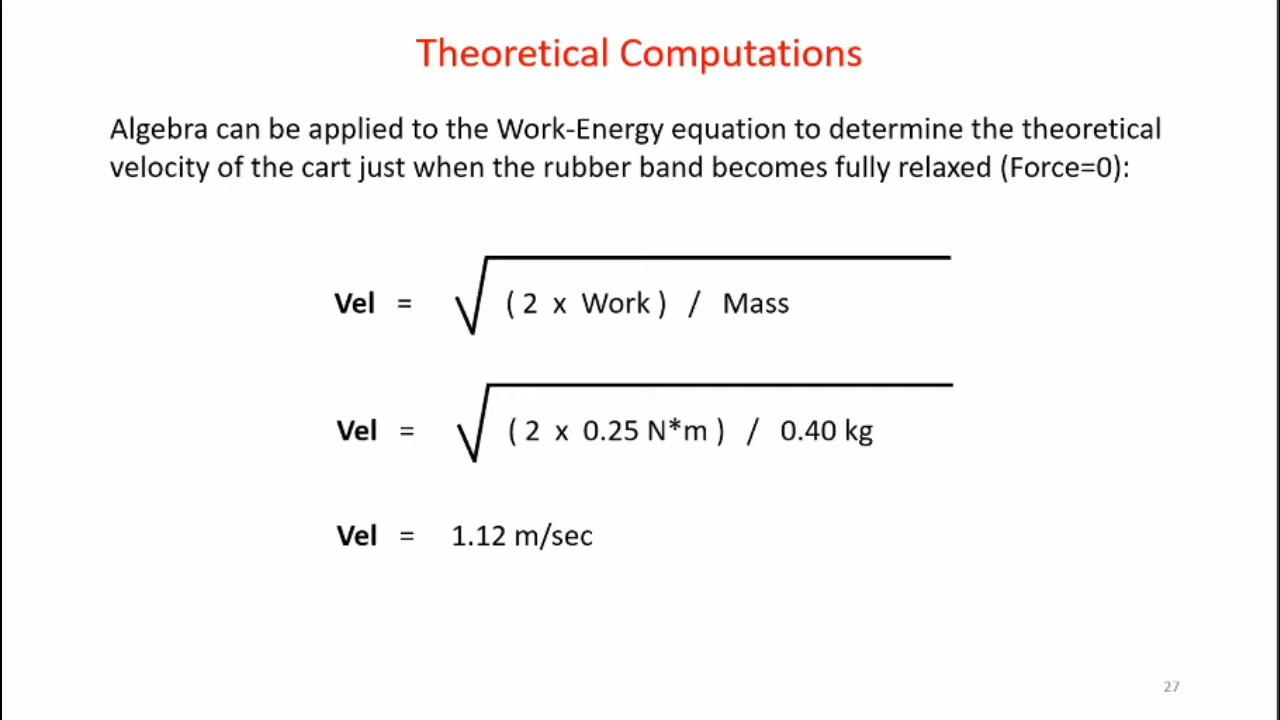 Theoretical Computations
Algebra can be applied to the Work-Energy equation to determine the theoretical
velocity of the cart just when the rubber band becomes fully relaxed (Force=0):
Vel = √ ( 2 x Work ) / Mass
Vel = √ ( 2 x 0.25 N*m ) / 0.40 kg
Vel = 1.12 m/sec
27